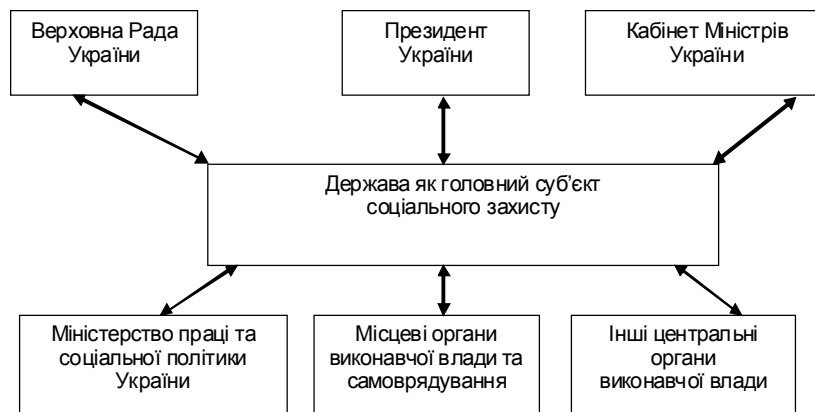 Верховна Рада
України
Президент
України
Кабінет Міністрів
України
Держава як головний суб’єкт
соціального захисту
Міністерство праці та
соціальної політики
України
Місцеві органи
виконавчої влади та
самоврядування
Інші центральні
органи
виконавчої влади